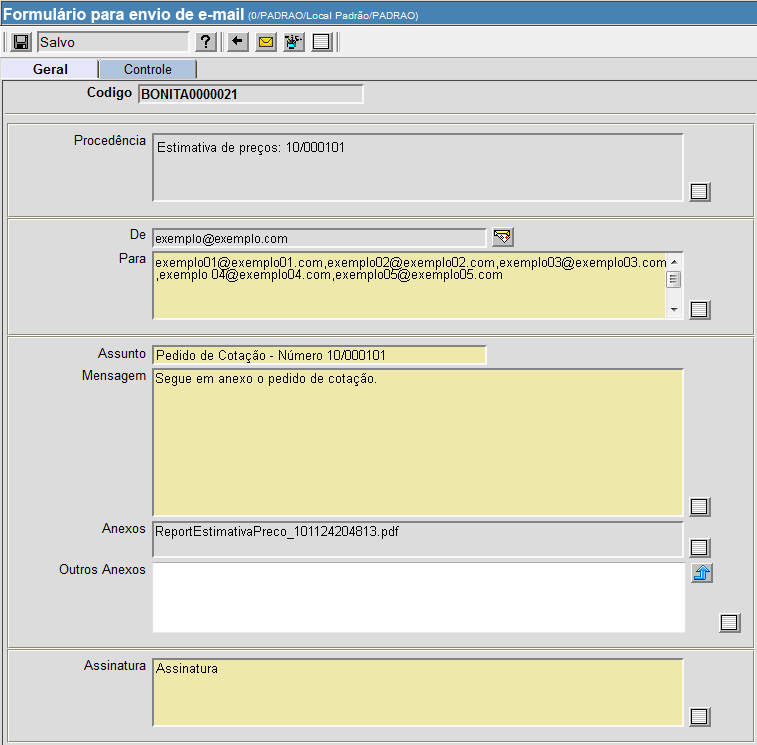 Formulário para envio de e-mail (0/PADRAO/Local Padrão/PADRAO)
Salvo ?
Geral Controle
Codigo BONITA0000021
Procedência Estimativa de preços: 10/000101
De exemplo@exemplo.com
Para exemplo01@exemplo01.com,exemplo02@exemplo02.com,exemplo03@exemplo03.com
,exemplo 04@exemplo04.com,exemplo05@exemplo05.com
Assunto Pedido de Cotação - Número 10/000101
Mensagem Segue em anexo o pedido de cotação.
Anexos ReportEstimativaPreco_101124204813.pdf
Outros Anexos
Assinatura Assinatura